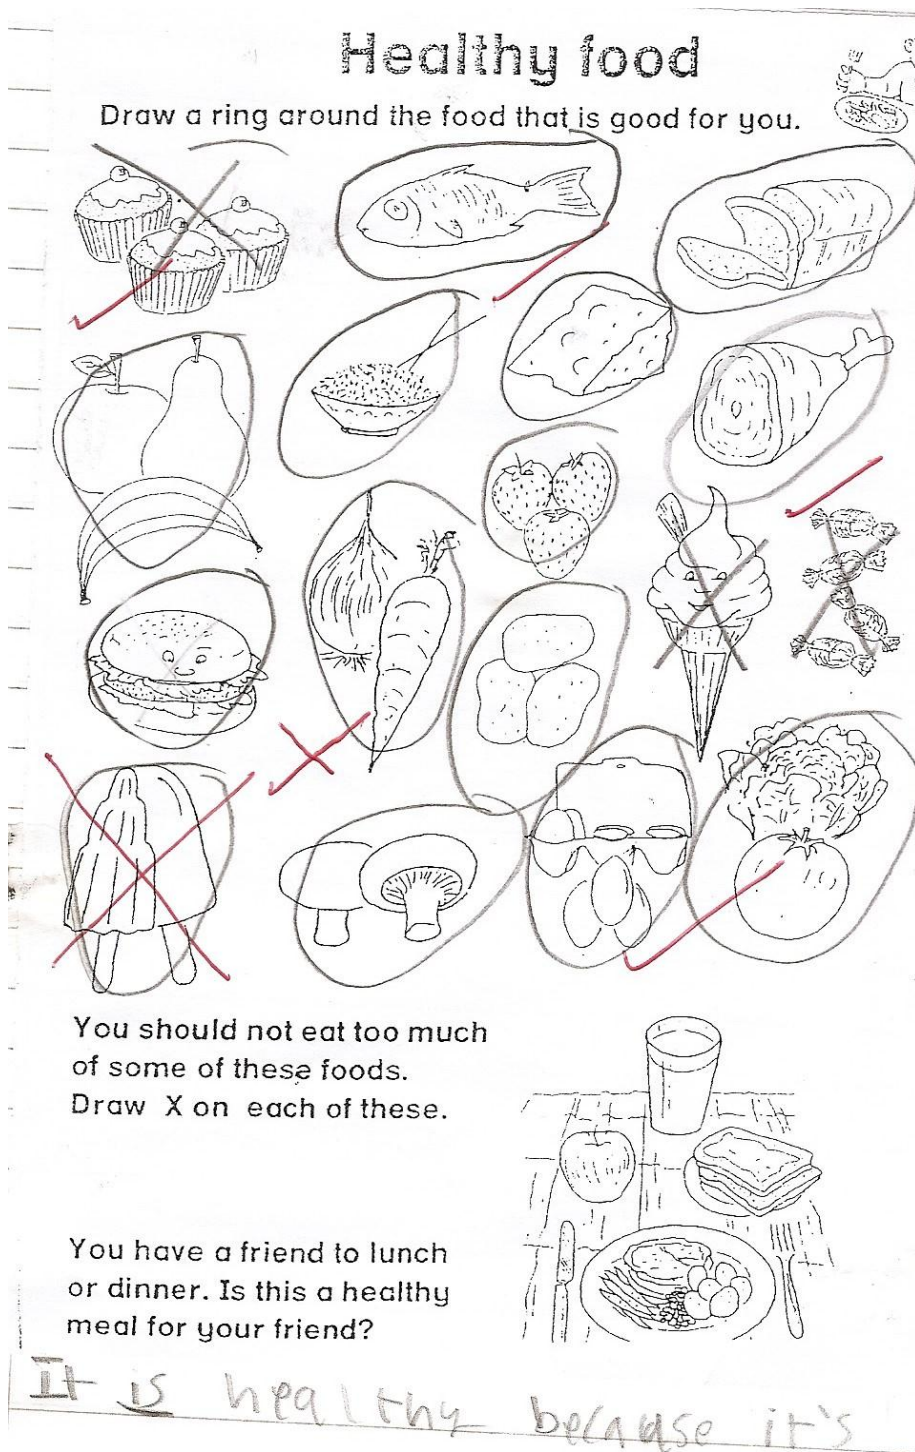 Healthy food
Draw a ring around the food that is good for you.
You should not eat too much
of some of these foods.
Draw X on each of these.
You have a friend to lunch
or dinner. Is this a healthy
meal for your friend?
It is healthy because it's